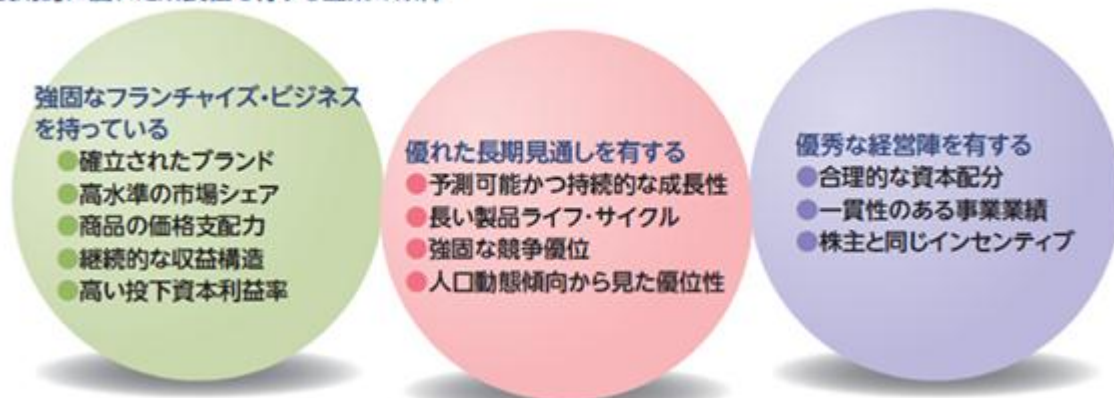 強固なフランチャイズ・ビジネス
を持っている
●確立されたブランド
●高水準の市場シェア
●商品の価格支配力
●継続的な収益構造
●高い投下資本利益率
優れた長期見通しを有する
●予測可能かつ持続的な成長性
●長い製品ライフ・サイクル
●強固な競争優位
●人口動態傾向から見た優位性
優秀な経営陣を有する
●合理的な資本配分
●一貫性のある事業業績
●株主と同じインセンティブ